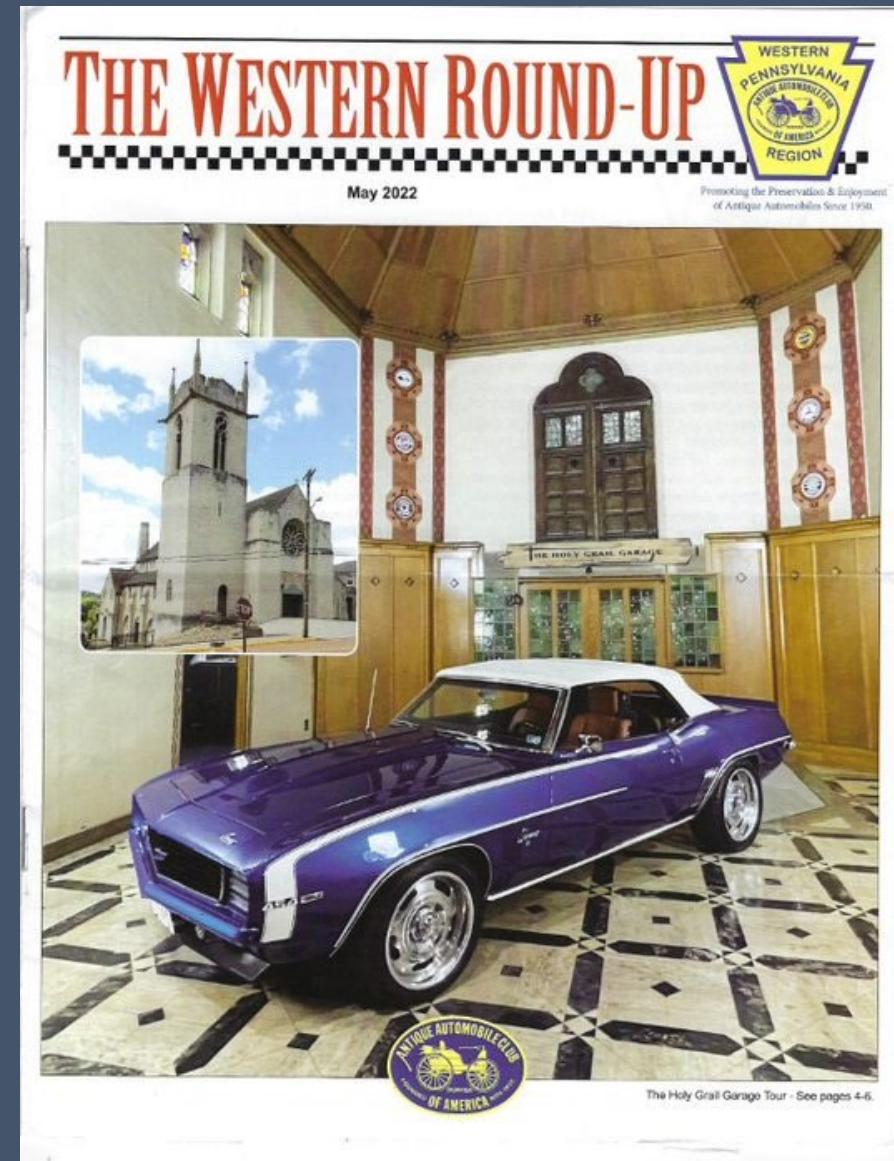 THE WESTERN ROUND-UP
WESTERN
PENNSYLVANIA
ANTIQUE AUTOMOBILE CLUB
OF AMERICA
REGION
May 2022
Promoting the Preservation & Enjoyment
of Antique Automobiles Since 1950.
THE HOLY GRAIL GARAGE
STOP
454
ANTIQUE AUTOMOBILE CLUB
OF AMERICA
The Holy Grail Garage Tour - See pages 4-6.